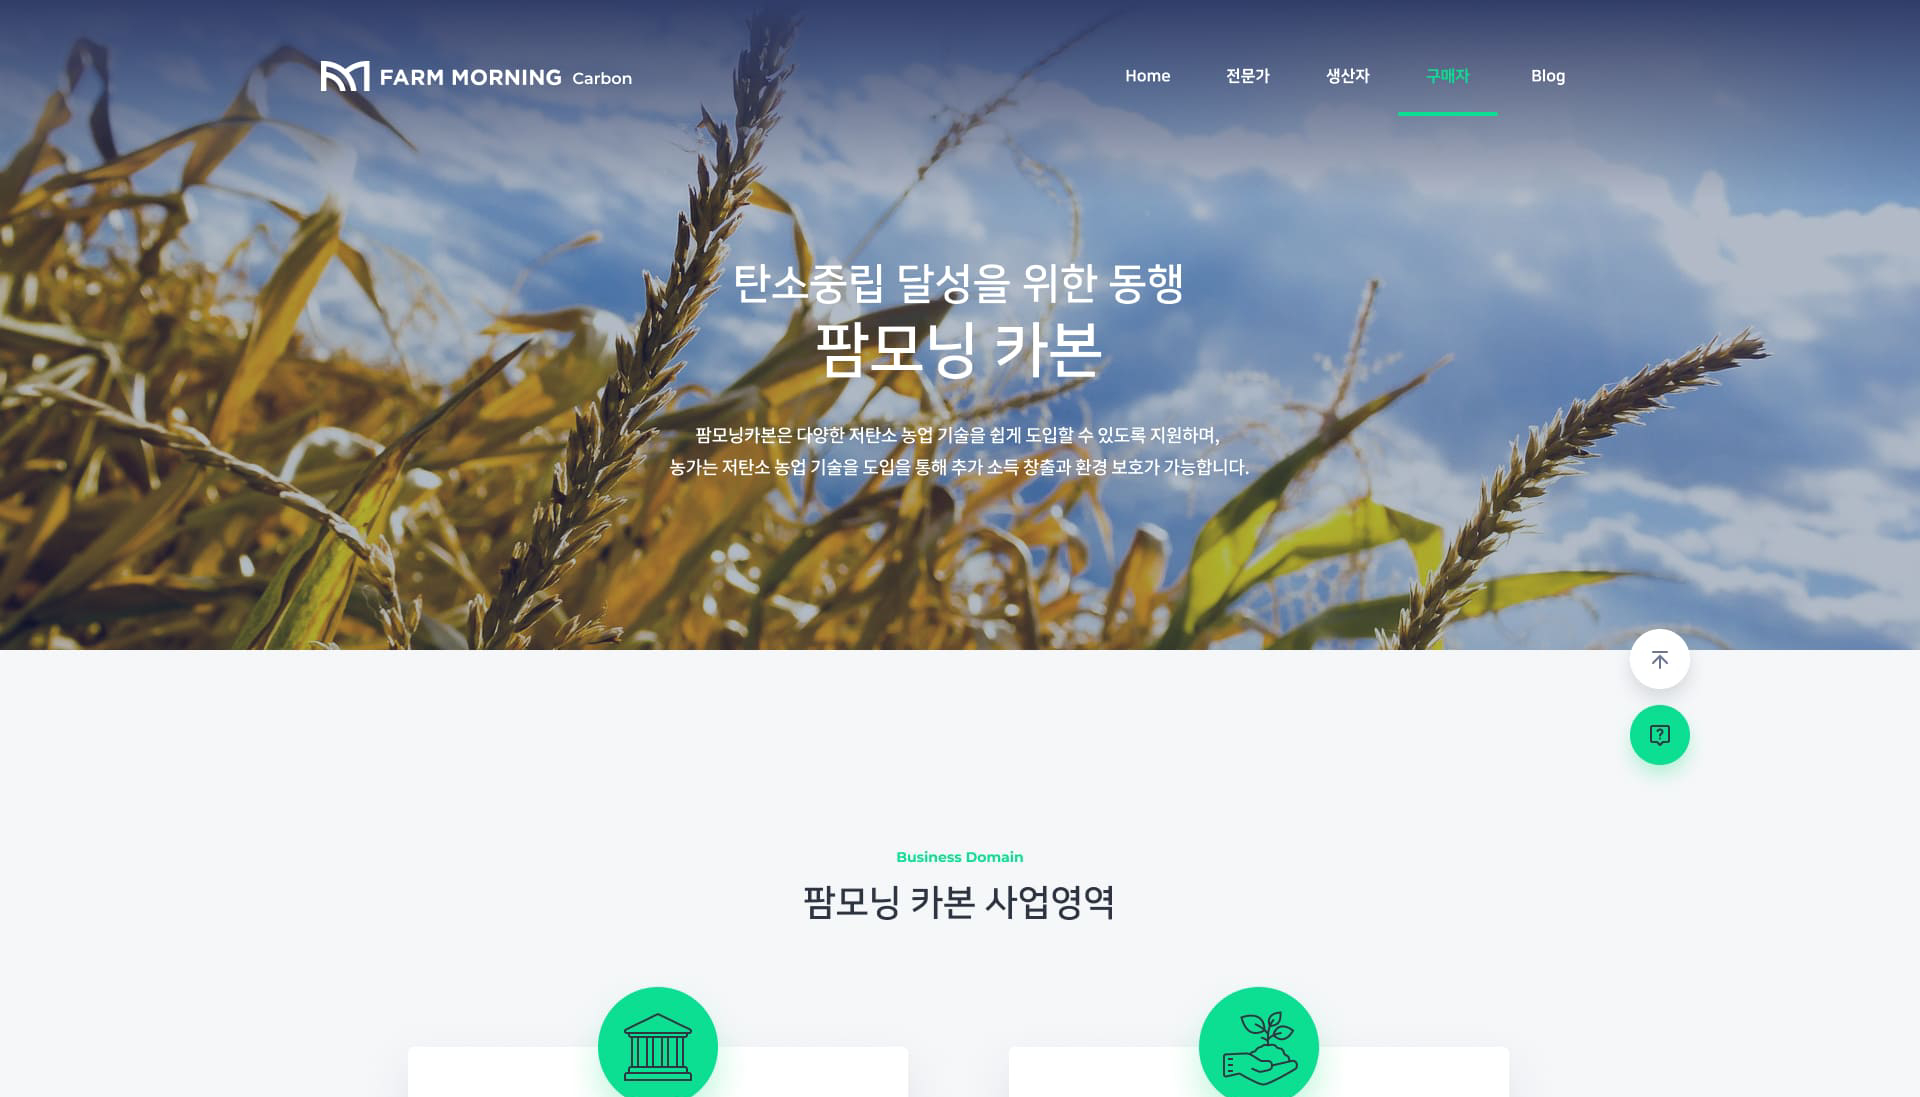 FARM MORNING Carbon
Home
전문가
생산자
구매자
Blog
탄소중립 달성을 위한 동행
팜모닝 카본
팜모닝카본은 다양한 저탄소 농업 기술을 쉽게 도입할 수 있도록 지원하며,
농가는 저탄소 농업 기술을 도입을 통해 추가 소득 창출과 환경 보호가 가능합니다.
Business Domain
팜모닝 카본 사업영역